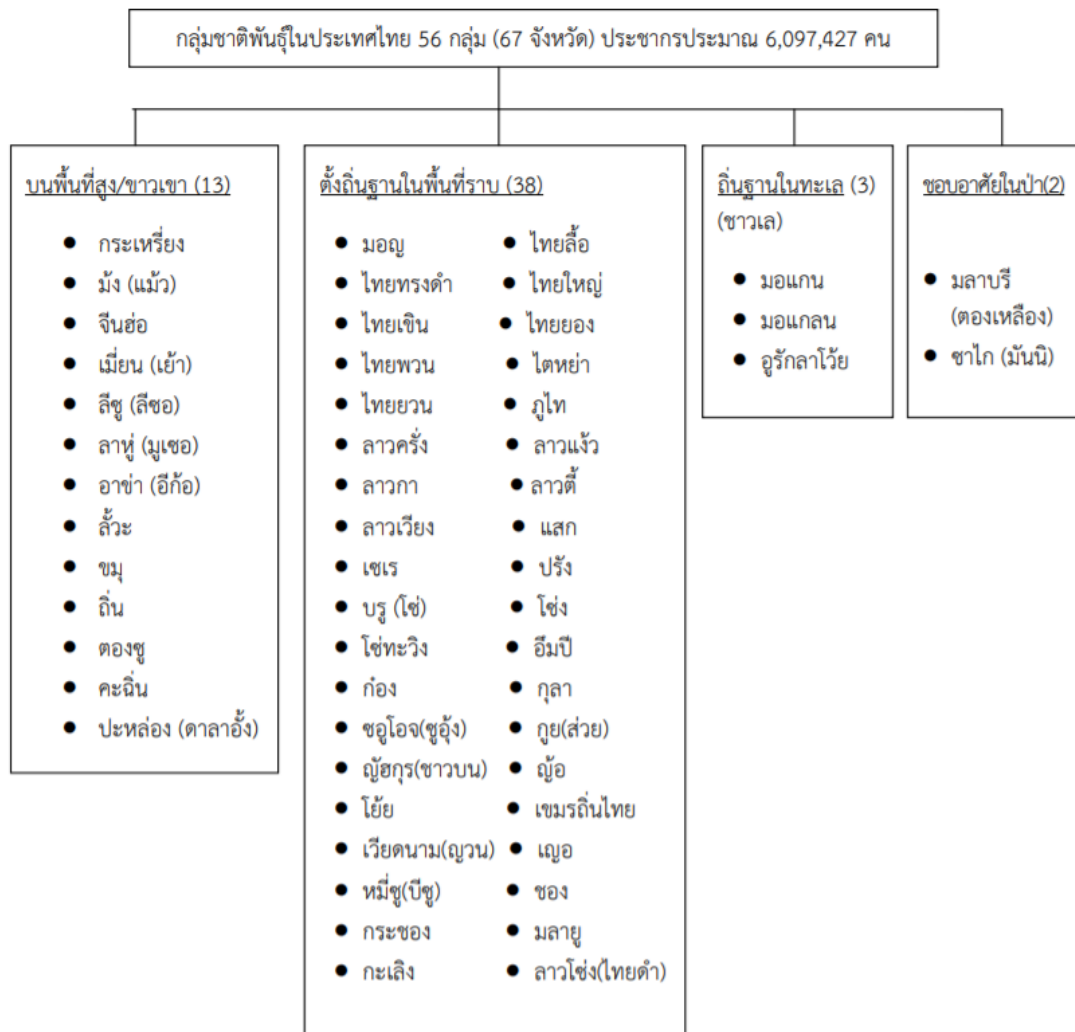 กลุ่มชาติพันธุ์ในประเทศไทย 56 กลุ่ม (67 จังหวัด) ประชากรประมาณ 6,097,427 คน
บนพื้นที่สูง/ขาวเขา (13)
● กระเหรี่ยง
● ม้ง (แม้ว)
● จีนฮ่อ
● เมี่ยน (เย้า)
● ลีซู (ลีซอ)
● ลาหู่ (มูเซอ)
● อาข่า (อีก้อ)
● ลั้วะ
● ขมุ
● ถิ่น
● ตองซู
● คะฉิ่น
● ปะหล่อง (ดาลาอั้ง)
ตั้งถิ่นฐานในพื้นที่ราบ (38)
● มอญ
● ไทยทรงดำ
● ไทยเขิน
● ไทยพวน
● ไทยยวน
● ลาวครั่ง
● ลาวกา
● ลาวเวียง
● เซเร
● บรู (โซ่)
● โซ่ทะวิง
● ก๋อง
● ซอูโอจ(ซูอุ้ง)
● ญัฮกุร(ชาวบน)
● โย้ย
● เวียดนาม(ญวน)
● หมี่ซู(บีซู)
● กระซอง
● กะเลิง
● ไทยลื้อ
● ไทยใหญ่
● ไทยยอง
● ไตหย่า
● ภูไท
● ลาวแง้ว
● ลาวตี้
● แสก
● ปรัง
● โซ่ง
● อึมปี
● กุลา
● กูย(ส่วย)
● ญ้อ
● เขมรถิ่นไทย
● เญอ
● ชอง
● มลายู
● ลาวโซ่ง(ไทยดำ)
ถิ่นฐานในทะเล (3)
(ชาวเล)
● มอแกน
● มอแกลน
● อูรักลาโว้ย
ชอบอาศัยในป่า(2)
● มลาบรี
(ตองเหลือง)
● ซาไก (มันนิ)